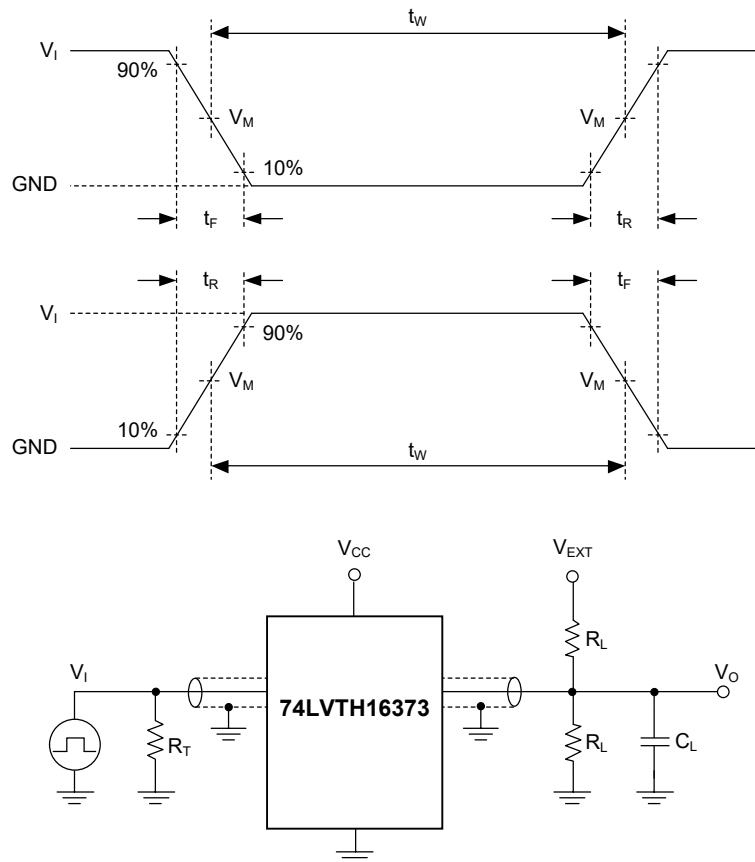 t_W
V_I
90%
V_M
V_M
10%
GND
t_F
t_R
t_R
t_F
V_I
90%
V_M
V_M
10%
GND
t_W
V_CC
V_EXT
R_L
V_I
V_O
74LVTH16373
R_T
R_L
C_L